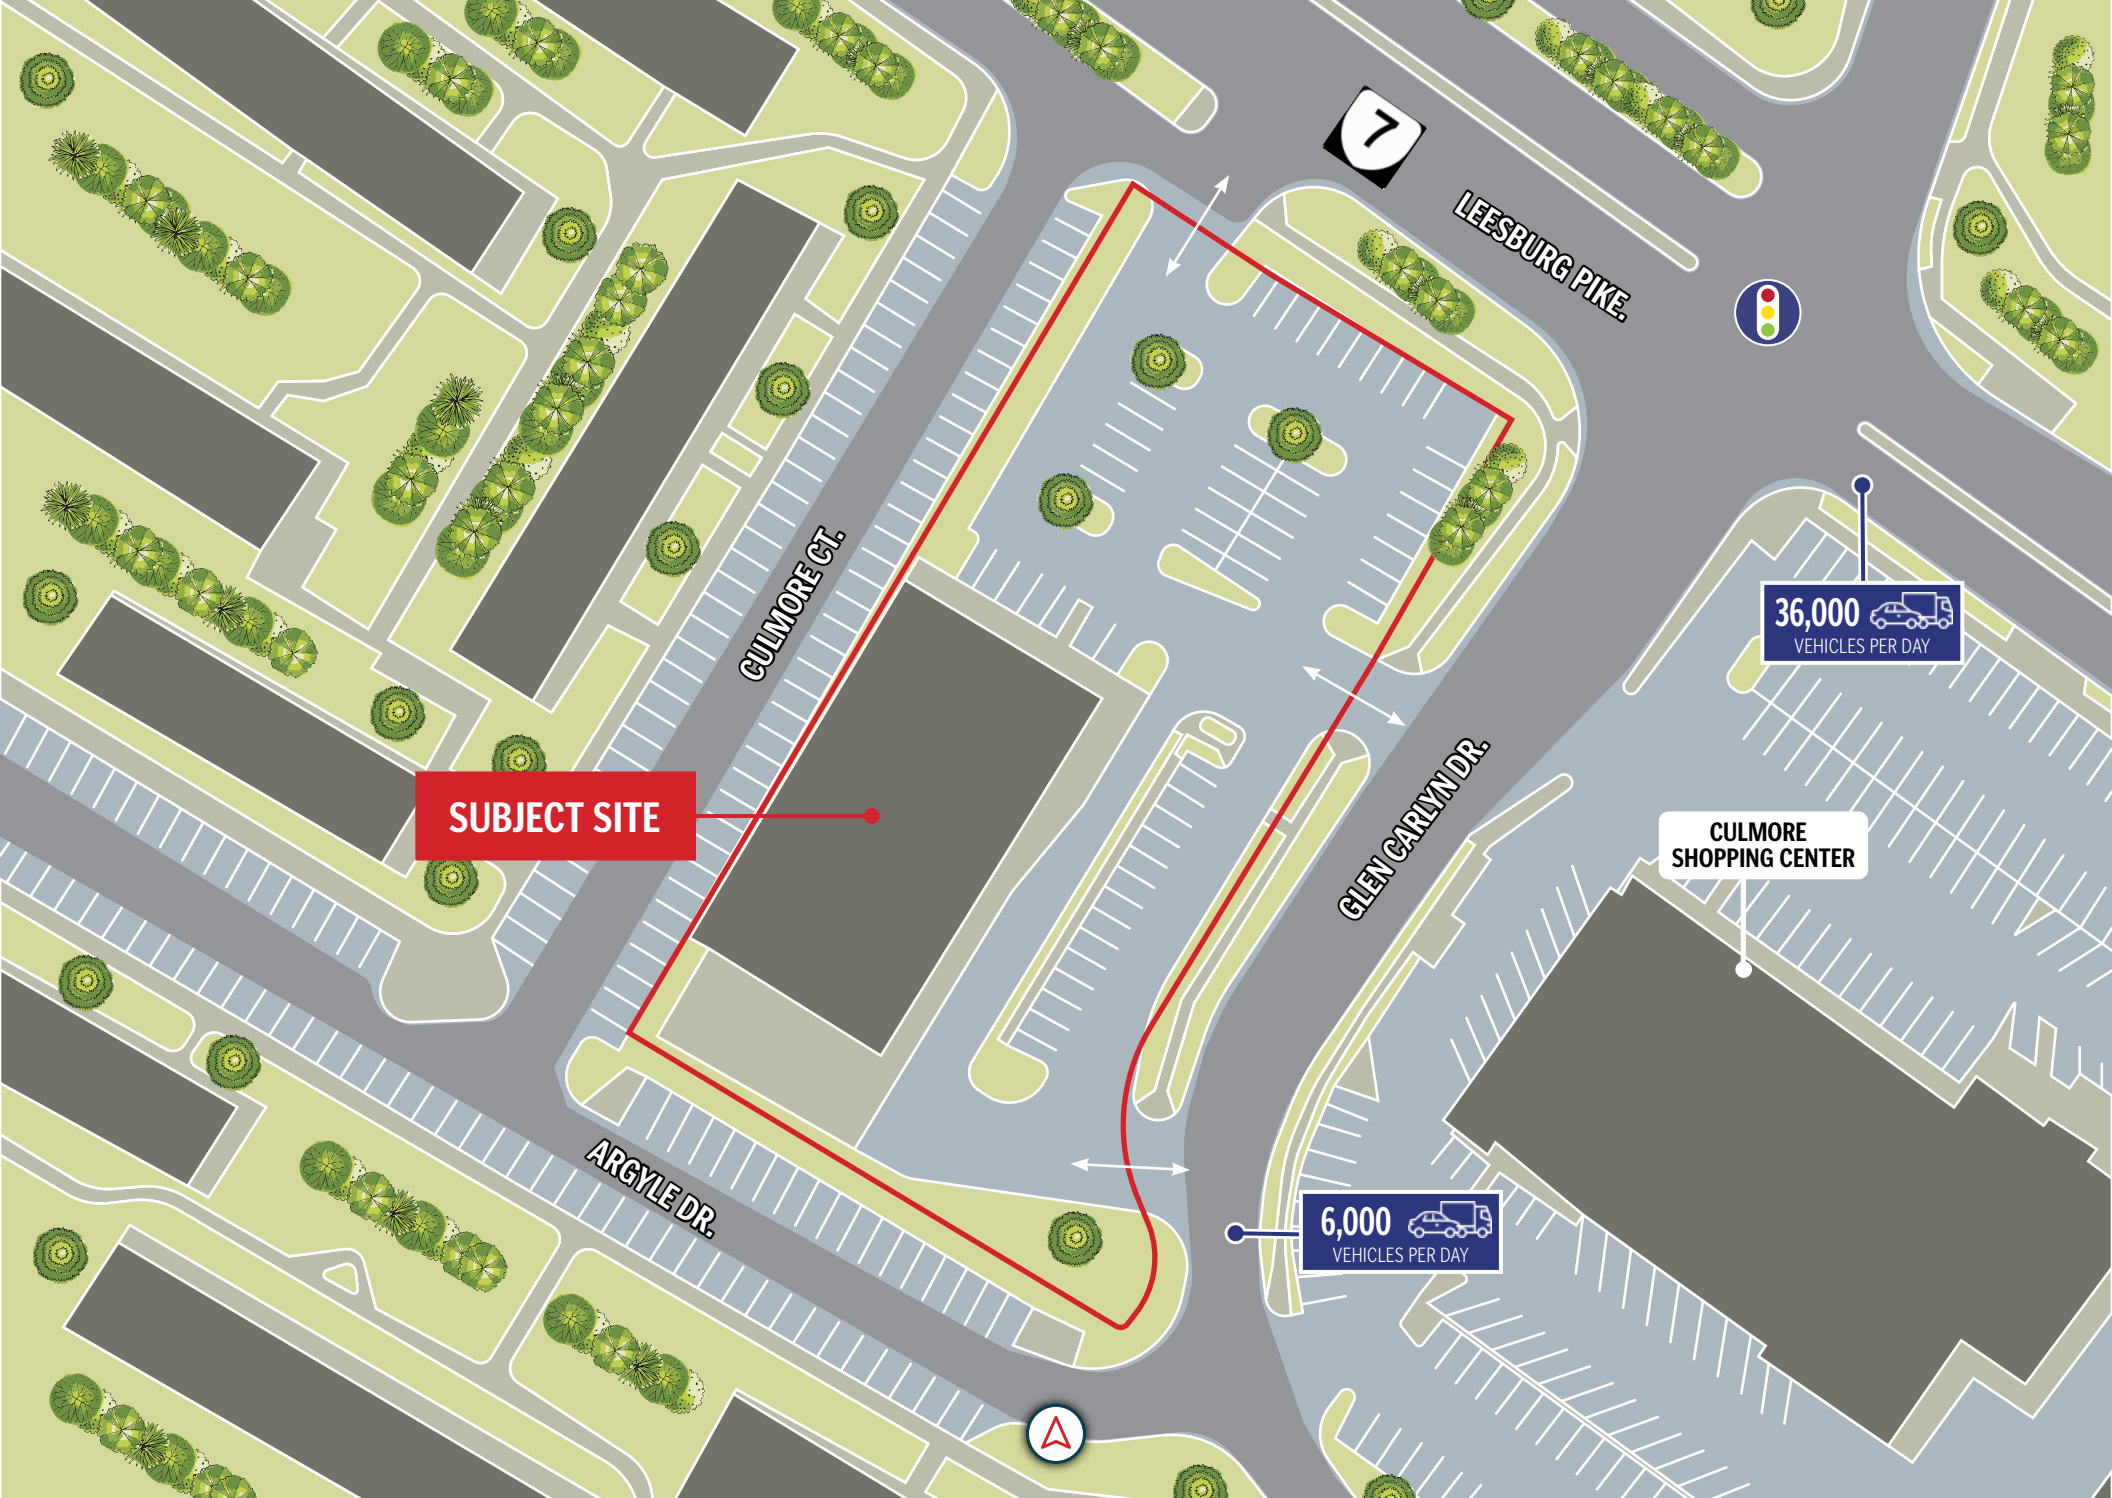 7
LEESBURG PIKE.
CULMORE CT.
36,000
VEHICLES PER DAY
SUBJECT SITE
GLEN CARLYN DR.
CULMORE
SHOPPING CENTER
ARGYLE DR.
6,000
VEHICLES PER DAY